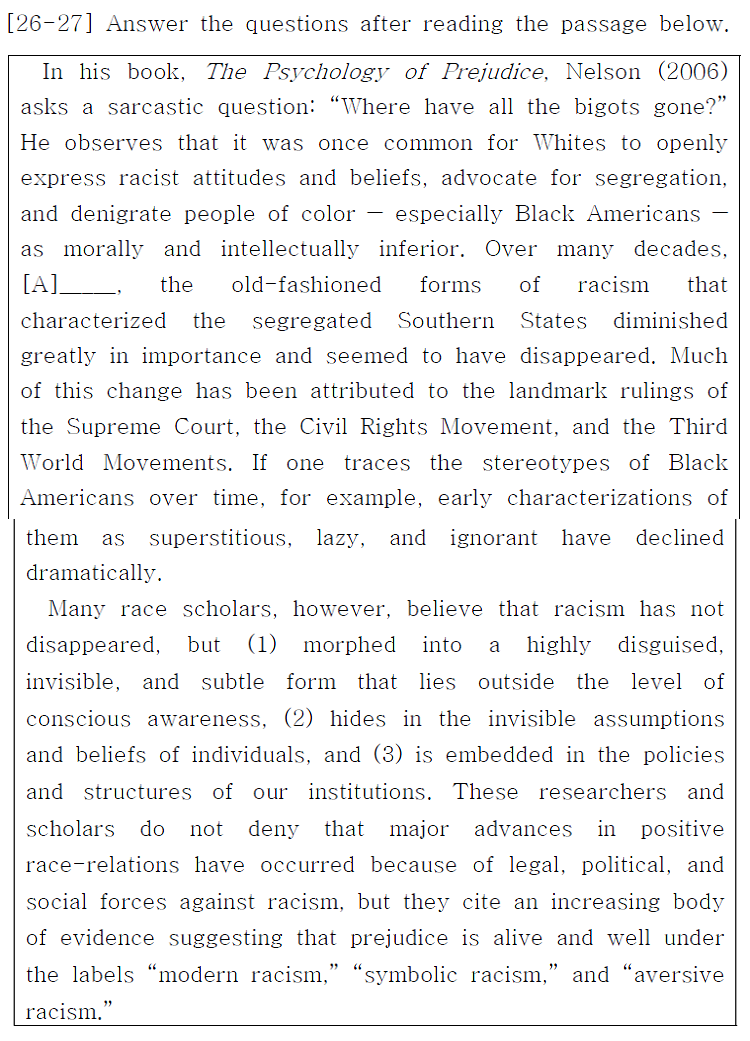 [26-27] Answer the questions after reading the passage below.
In his book, The Psychology of Prejudice, Nelson (2006)
asks a sarcastic question: “Where have all the bigots gone?”
He observes that it was once common for Whites to openly
express racist attitudes and beliefs, advocate for segregation,
and denigrate people of color — especially Black Americans —
as morally and intellectually inferior. Over many decades,
[A]_____, the old-fashioned forms of racism that
characterized the segregated Southern States diminished
greatly in importance and seemed to have disappeared. Much
of this change has been attributed to the landmark rulings of
the Supreme Court, the Civil Rights Movement, and the Third
World Movements. If one traces the stereotypes of Black
Americans over time, for example, early characterizations of
them as superstitious, lazy, and ignorant have declined
dramatically.
Many race scholars, however, believe that racism has not
disappeared, but (1) morphed into a highly disguised,
invisible, and subtle form that lies outside the level of
conscious awareness, (2) hides in the invisible assumptions
and beliefs of individuals, and (3) is embedded in the policies
and structures of our institutions. These researchers and
scholars do not deny that major advances in positive
race-relations have occurred because of legal, political, and
social forces against racism, but they cite an increasing body
of evidence suggesting that prejudice is alive and well under
the labels “modern racism,” “symbolic racism,” and “aversive
racism.”